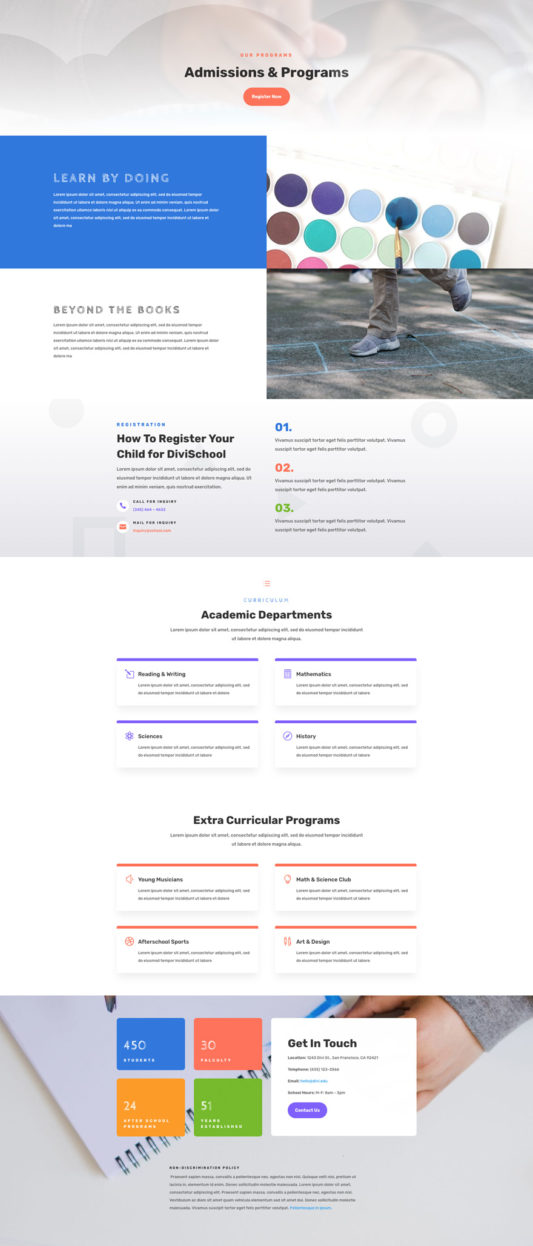 OUR PROGRAMS
Admissions & Programs
Register Now
LEARN BY DOING
Lorem ipsum dolor sit amet, consectetur adipiscing elit, sed do eiusmod tempor
incididunt ut labore et dolore magna aliqua. Ut enim ad minim veniam, quis nostrud
exercitation ullamco laboris nisi ut aliquip ex ea commodo consequat. Lorem ipsum dolor
sit amet, consectetur adipiscing elit, sed do eiusmod tempor incididunt ut labore et
dolore ma
BEYOND THE BOOKS
Lorem ipsum dolor sit amet, consectetur adipiscing elit, sed do eiusmod tempor
incididunt ut labore et dolore magna aliqua. Ut enim ad minim veniam, quis nostrud
exercitation ullamco laboris nisi ut aliquip ex ea commodo consequat. Lorem ipsum dolor
sit amet, consectetur adipiscing elit, sed do eiusmod tempor incididunt ut labore et
dolore ma
REGISTRATION
How To Register Your
Child for DiviSchool
Lorem ipsum dolor sit amet, consectetur adipiscing elit, sed do
eiusmod tempor incididunt ut labore et dolore magna aliqua. Ut
enim ad minim veniam, quis nostrud exercitation.
CALL FOR INQUIRY
MAIL FOR INQUIRY
01.
Vivamus suscipit tortor eget felis porttitor volutpat. Vivamus
suscipit tortor eget felis porttitor volutpat.
02.
Vivamus suscipit tortor eget felis porttitor volutpat. Vivamus
suscipit tortor eget felis porttitor volutpat.
03.
Vivamus suscipit tortor eget felis porttitor volutpat. Vivamus
suscipit tortor eget felis porttitor volutpat.
CURRICULUM
Academic Departments
Lorem ipsum dolor sit amet, consectetur adipiscing elit, sed do eiusmod tempor incididunt
ut labore et dolore magna aliqua.
Reading & Writing
Lorem ipsum dolor sit amet, consectetur adipiscing elit, sed
do eiusmod tempor incididunt ut labore et dolore
Mathematics
Lorem ipsum dolor sit amet, consectetur adipiscing elit, sed
do eiusmod tempor incididunt ut labore
Sciences
Lorem ipsum dolor sit amet, consectetur adipiscing elit, sed
do eiusmod tempor incididunt ut labore
History
Lorem ipsum dolor sit amet, consectetur adipiscing elit, sed
do eiusmod tempor incididunt ut labore
Extra Curricular Programs
Lorem ipsum dolor sit amet, consectetur adipiscing elit, sed do eiusmod tempor incididunt
ut labore et dolore magna aliqua.
Young Musicians
Lorem ipsum dolor sit amet, consectetur adipiscing elit, sed
do eiusmod tempor incididunt ut labore et dolore
Math & Science Club
Lorem ipsum dolor sit amet, consectetur adipiscing elit, sed
do eiusmod tempor incididunt ut labore
Afterschool Sports
Lorem ipsum dolor sit amet, consectetur adipiscing elit, sed
do eiusmod tempor incididunt ut labore
Art & Design
Lorem ipsum dolor sit amet, consectetur adipiscing elit, sed
do eiusmod tempor incididunt ut labore
450
STUDENTS
30
FACULTY
24
AFTER SCHOOL
PROGRAMS
51
YEARS
ESTABLISHED
Get In Touch
Location: 1243 Divi St., San Francisco, CA 92421
Telephone:
Email: hello@divi.edu
School Hours: M-F: 8am - 3pm
Contact Us
NON-DISCRIMINATION POLICY
Praesent sapien massa, convallis a pellentesque nec, egestas non nisi. Quisque velit nisi, pretium ut
lacinia in, elementum id enim. Donec sollicitudin molestie malesuada. Lorem ipsum dolor sit amet,
consectetur adipiscing elit. Praesent sapien massa, convallis a pellentesque nec, egestas non nisi.
Vestibulum ac diam sit amet quam vehicula elementum sed sit amet dui. Donec sollicitudin molestie
malesuada. Vivamus suscipit tortor eget felis porttitor volutpat. Pellentesque in ipsum.